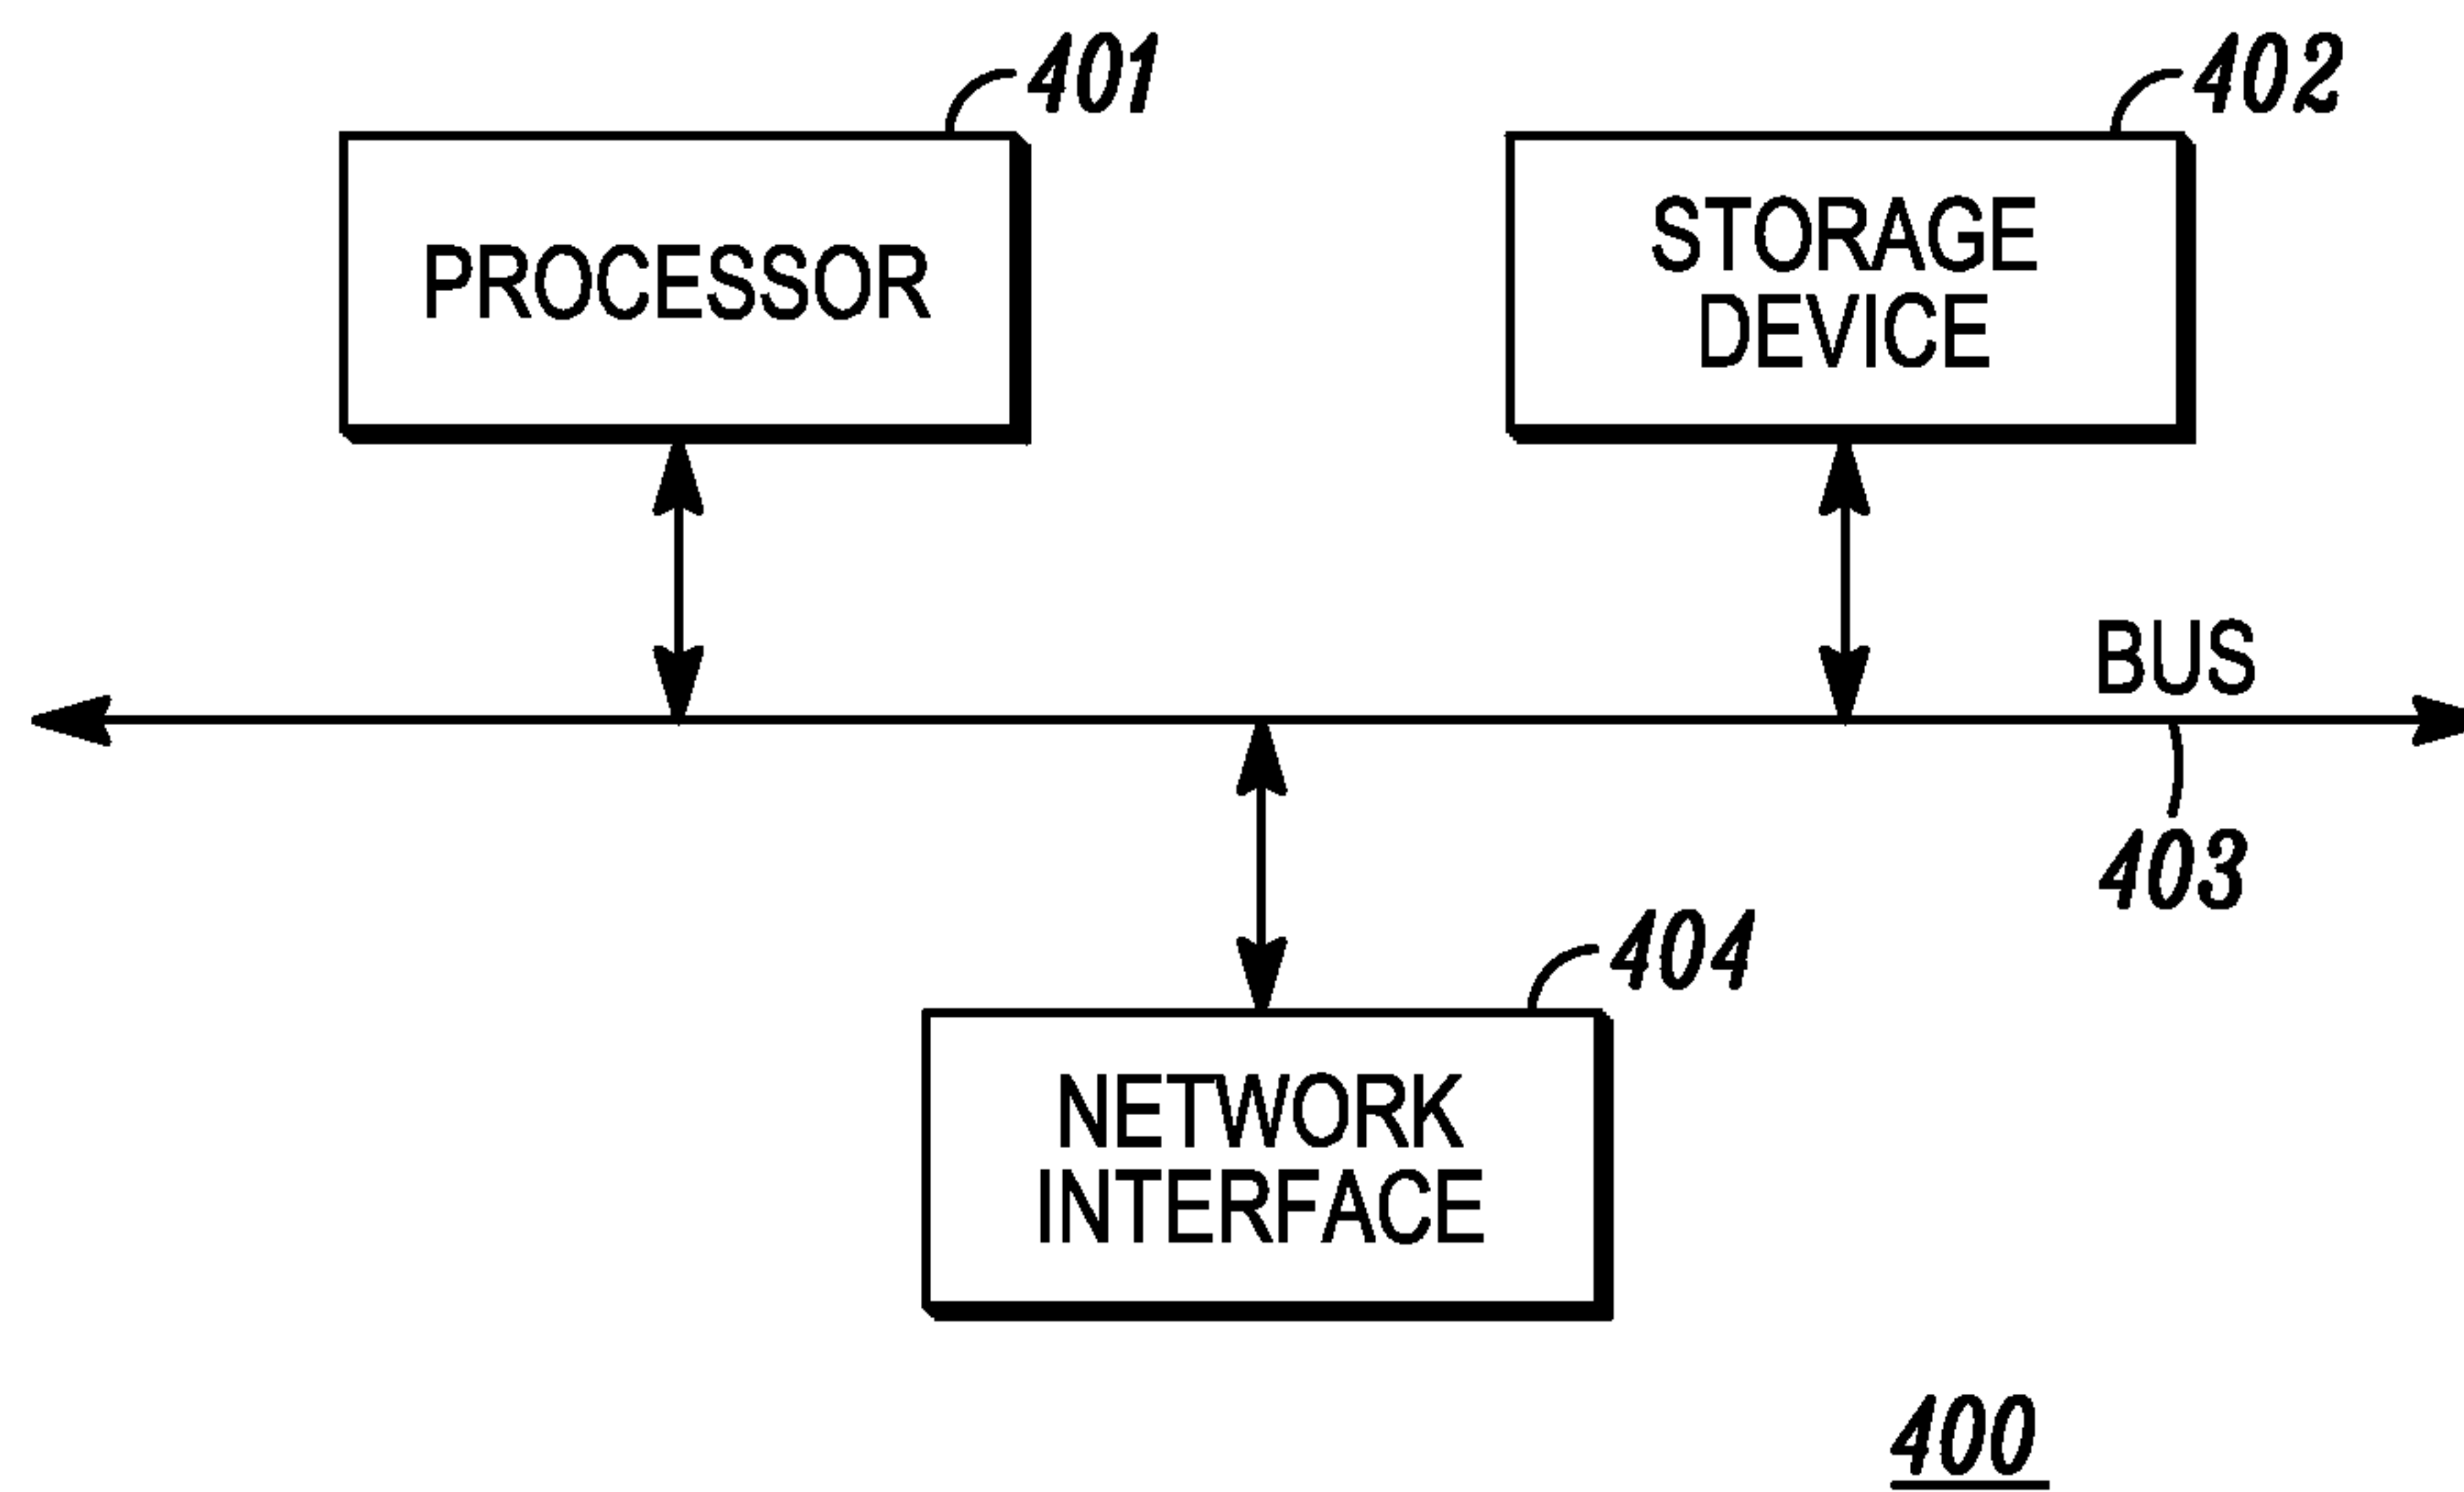 401
402
PROCESSOR
STORAGE
DEVICE
BUS
403
404
NETWORK
INTERFACE
400